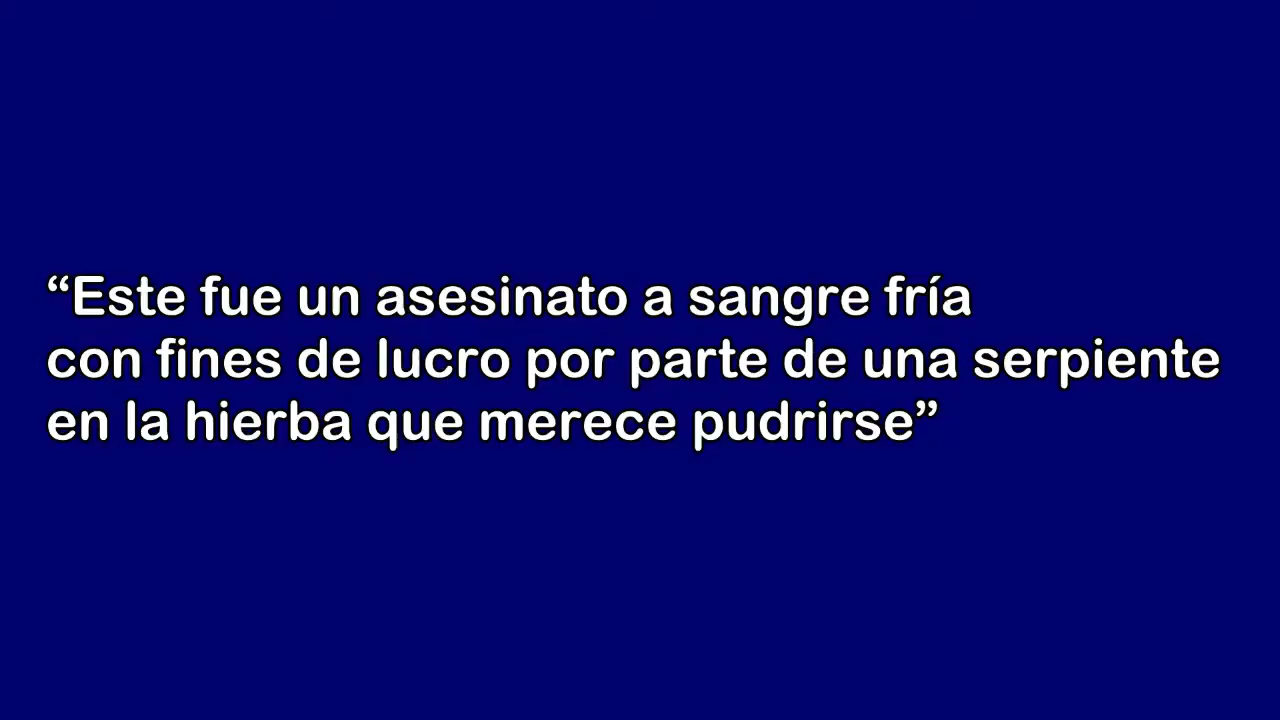 “Este fue un asesinato a sangre fría
con fines de lucro por parte de una serpiente
en la hierba que merece pudrirse”